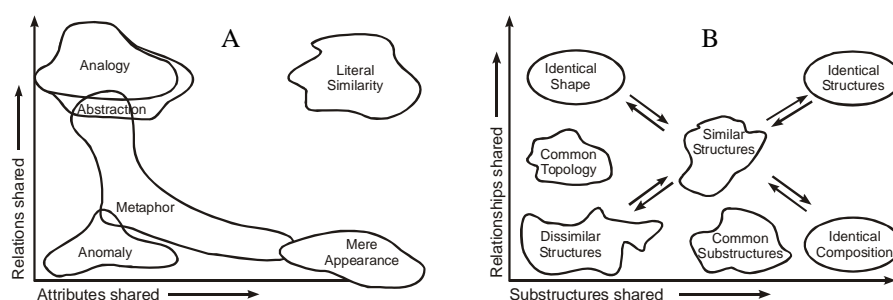 A
Analogy
Abstraction
Literal
Similarity
Metaphor
Anomaly
Mere
Appearance
Relations shared
Attributes shared
B
Identical
Shape
Identical
Structures
Similar
Structures
Common
Topology
Dissimilar
Structures
Common
Substructures
Identical
Composition
Relationships shared
Substructures shared